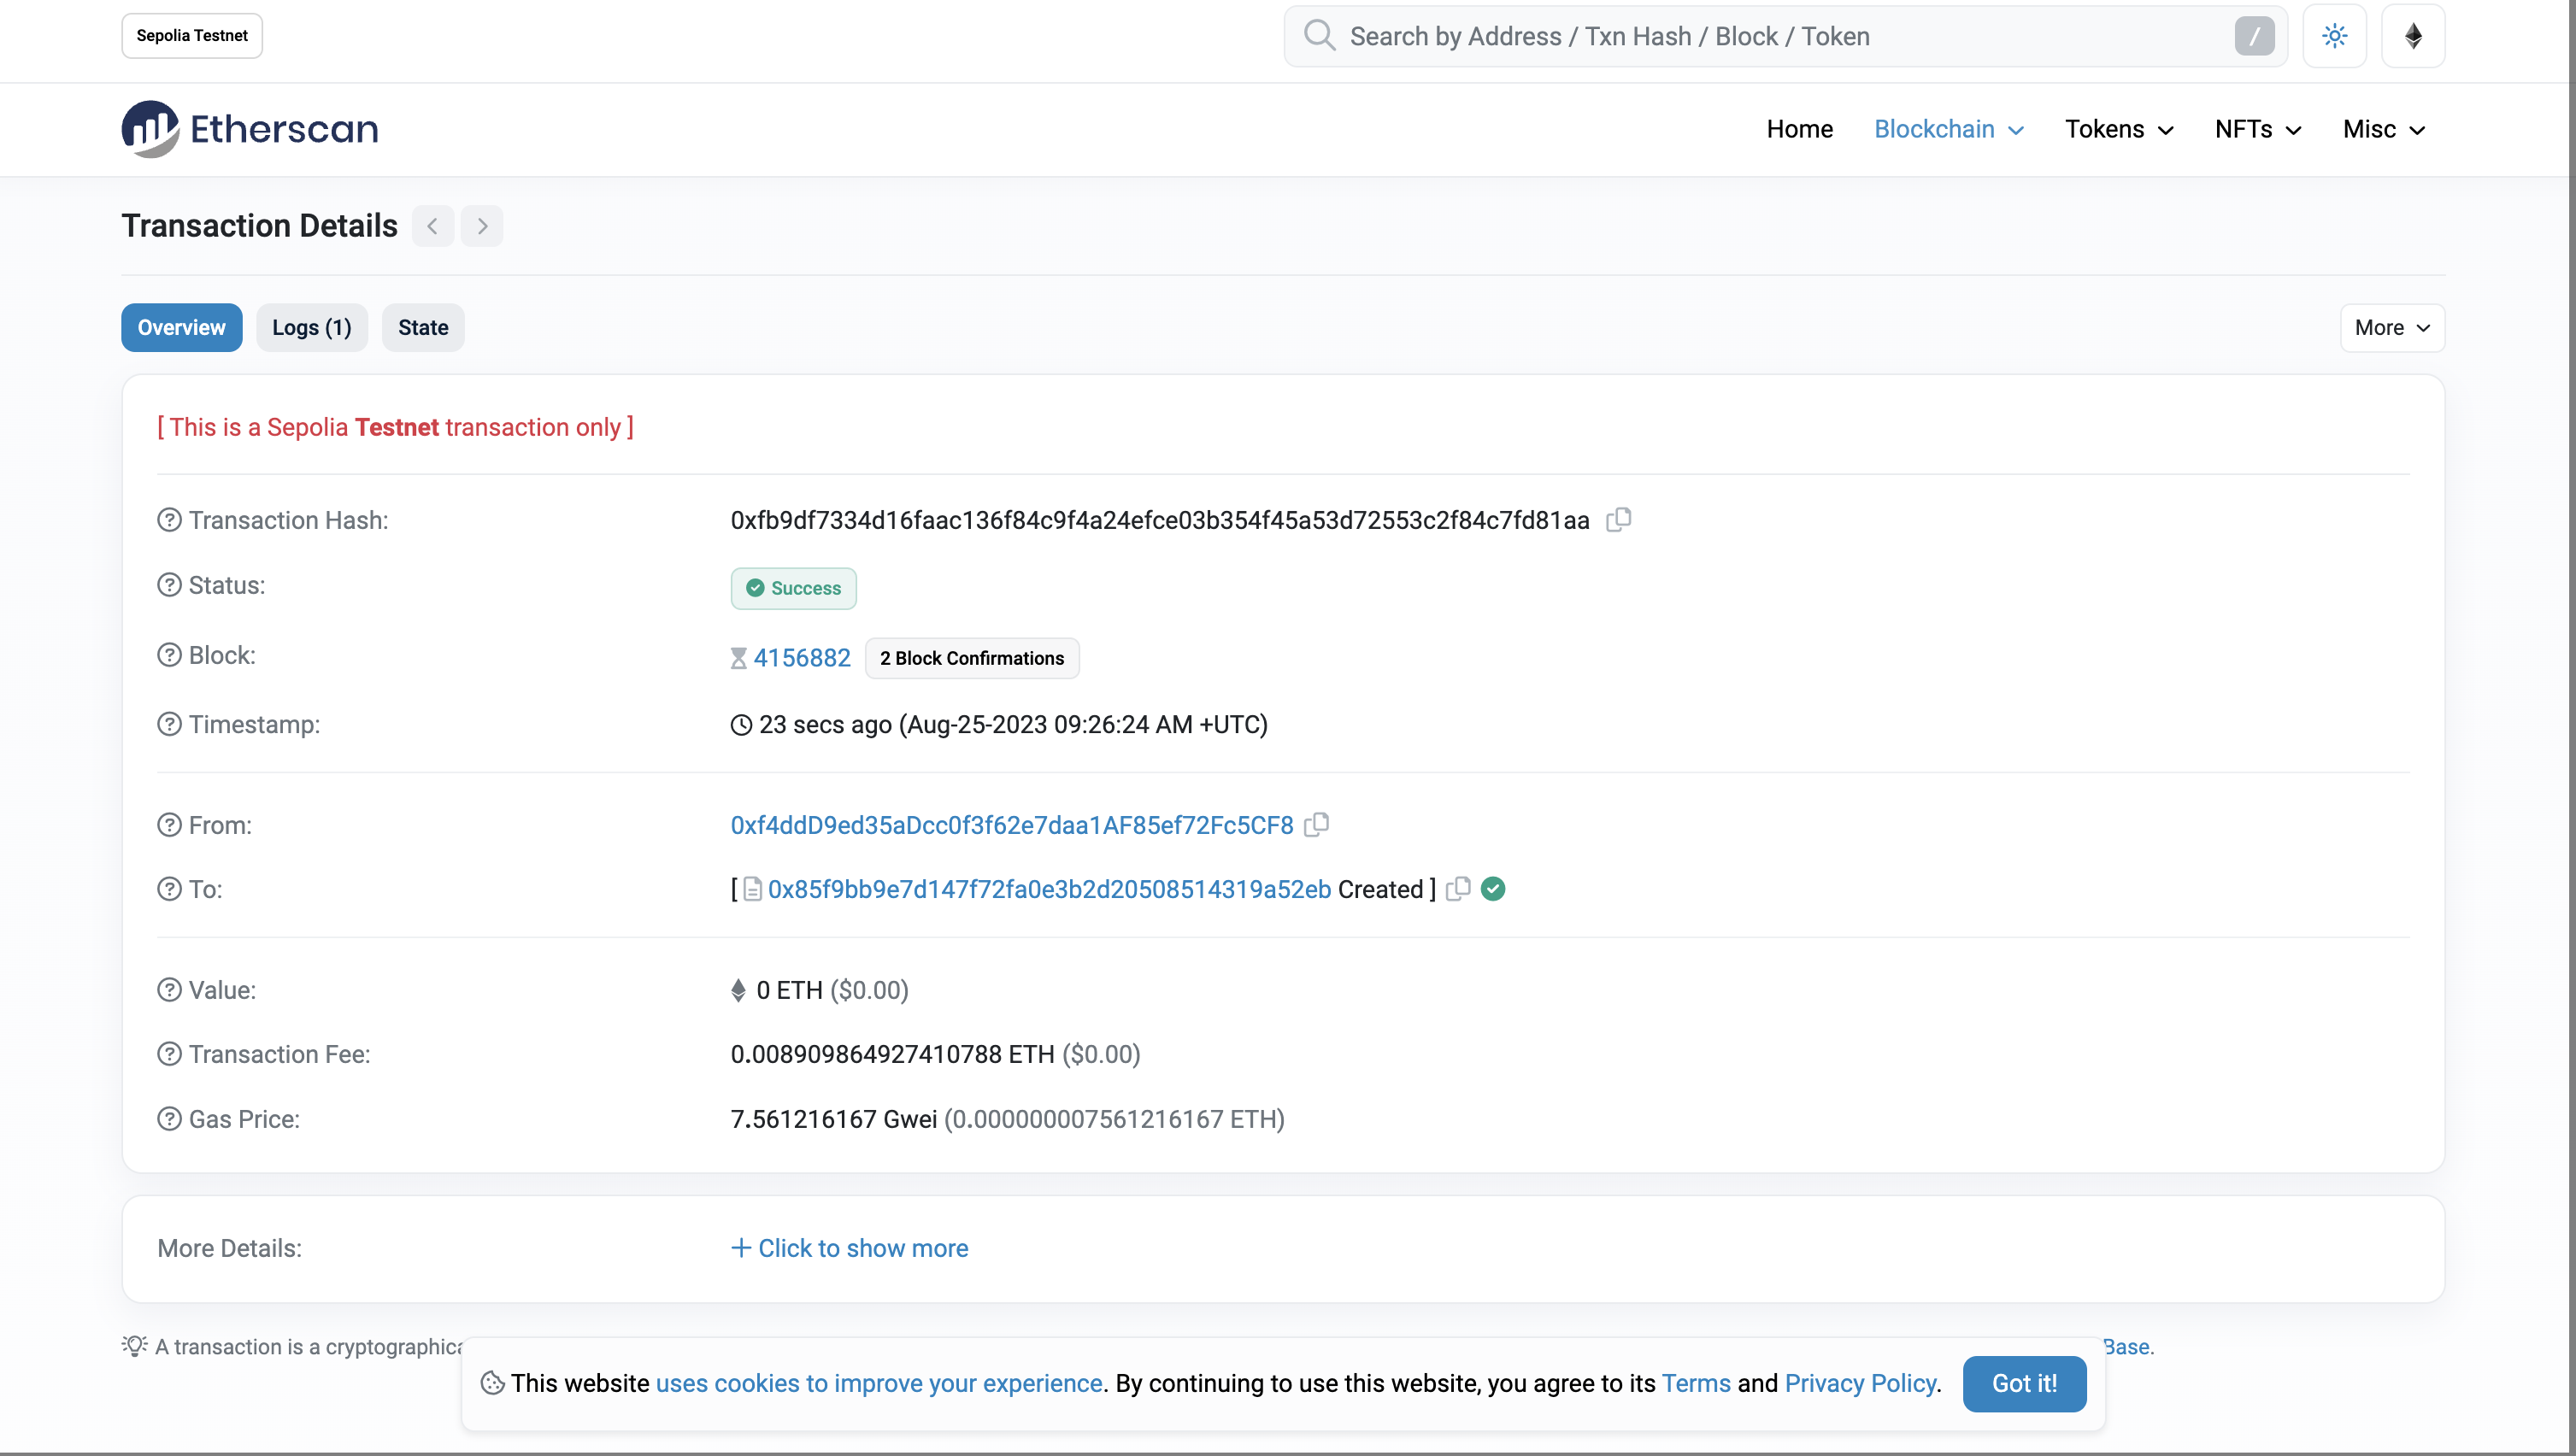 Sepolia Testnet
Search by Address / Txn Hash / Block / Token /
Etherscan
Home Blockchain Tokens NFTs Misc
Transaction Details
Overview Logs (1) State More
[ This is a Sepolia Testnet transaction only ]
Transaction Hash: 0xfb9df7334d16faac136f84c9f4a24efce03b354f45a53d72553c2f84c7fd81aa
Status: Success
Block: 4156882 2 Block Confirmations
Timestamp: 23 secs ago (Aug-25-2023 09:26:24 AM +UTC)
From: 0xf4ddD9ed35aDcc0f3f62e7daa1AF85ef72Fc5CF8
To: [ 0x85f9bb9e7d147f72fa0e3b2d20508514319a52eb Created ]
Value: 0 ETH ($0.00)
Transaction Fee: 0.008909864927410788 ETH ($0.00)
Gas Price: 7.561216167 Gwei (0.000000007561216167 ETH)
More Details: + Click to show more
A transaction is a cryptographica Base.
This website uses cookies to improve your experience. By continuing to use this website, you agree to its Terms and Privacy Policy. Got it!